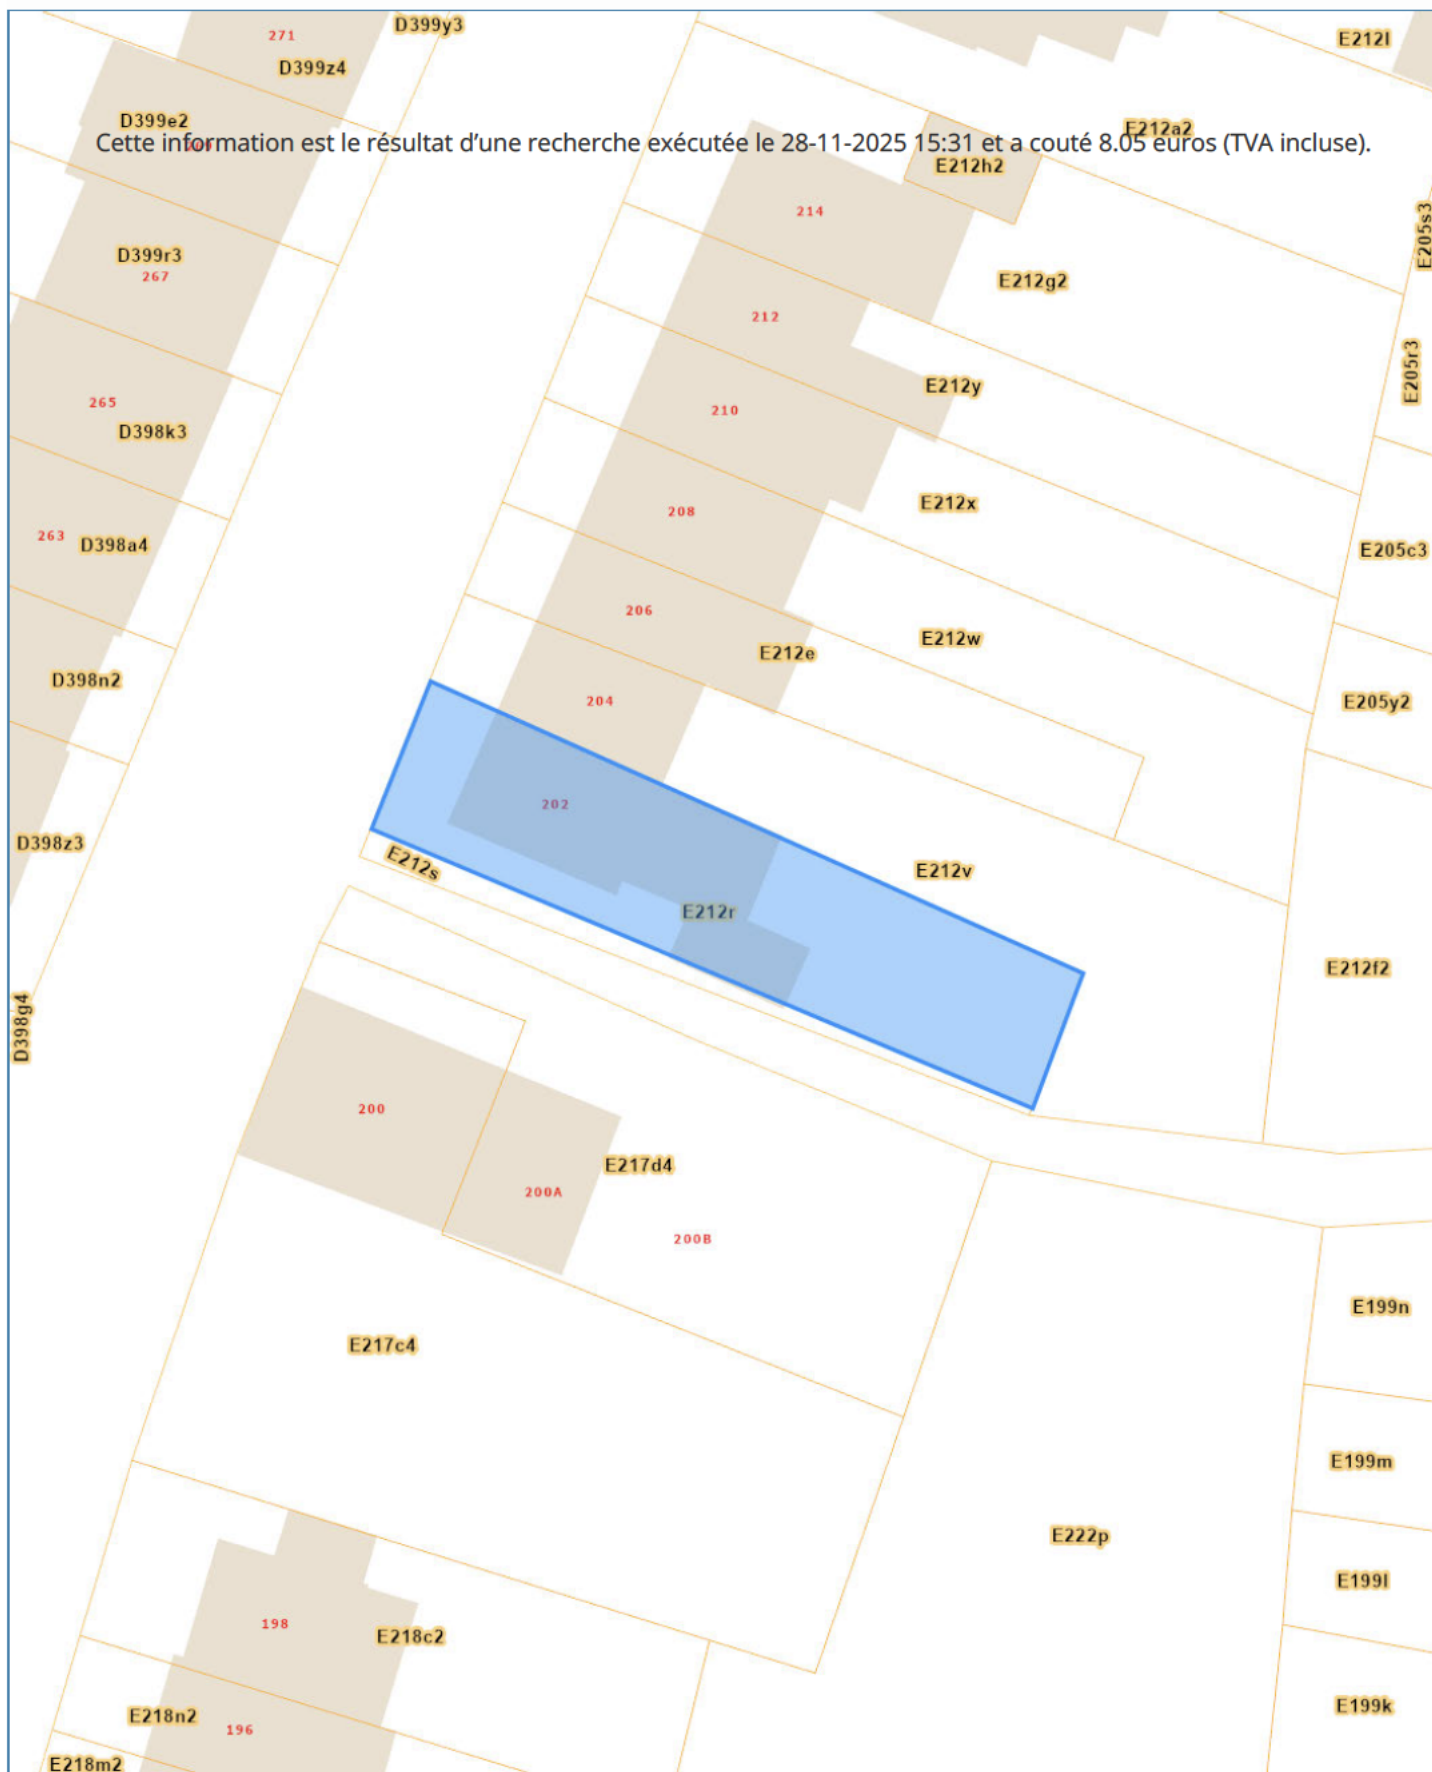 D399y3
271
E212l
D399z4
D399e2
E212a2
Cette information est le résultat d’une recherche exécutée le 28-11-2025 15:31 et a couté 8.05 euros (TVA incluse).
E212h2
214
E205s3
D399r3
267
E212g2
212
E205r3
E212y
265
210
D398k3
E212x
208
263
D398a4
E205c3
206
E212w
E212e
D398n2
204
E205y2
202
D398z3
E212s
E212v
E212r
E212f2
D398g4
200
E217d4
200A
200B
E199n
E217c4
E199m
E222p
E199l
198
E218c2
E199k
E218n2
196
E218m2